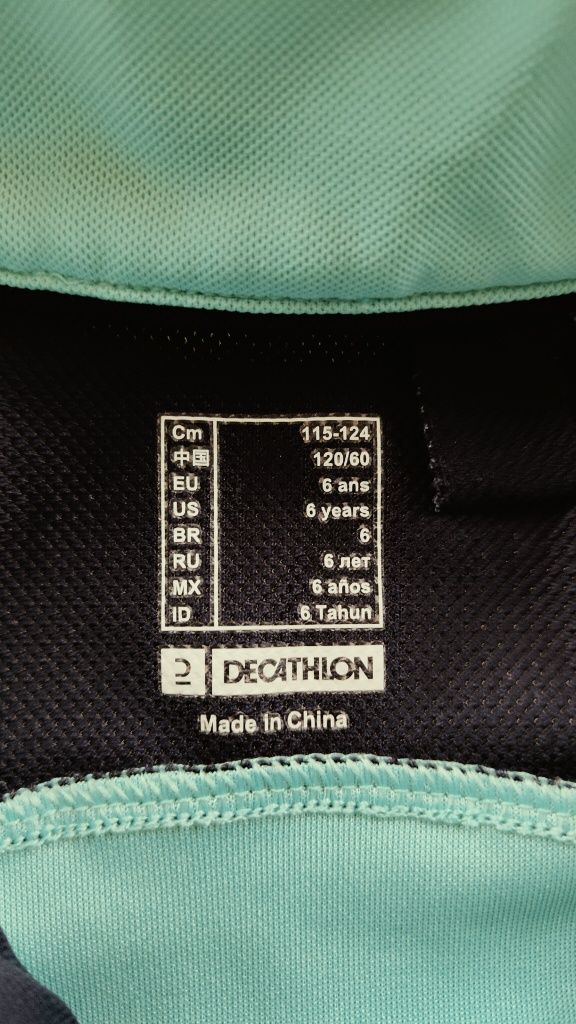 Cm 115-124
中国 120/60
EU 6 ans
US 6 years
BR 6
RU 6 лет
MX 6 años
ID 6 Tahun
DECATHLON
Made in China